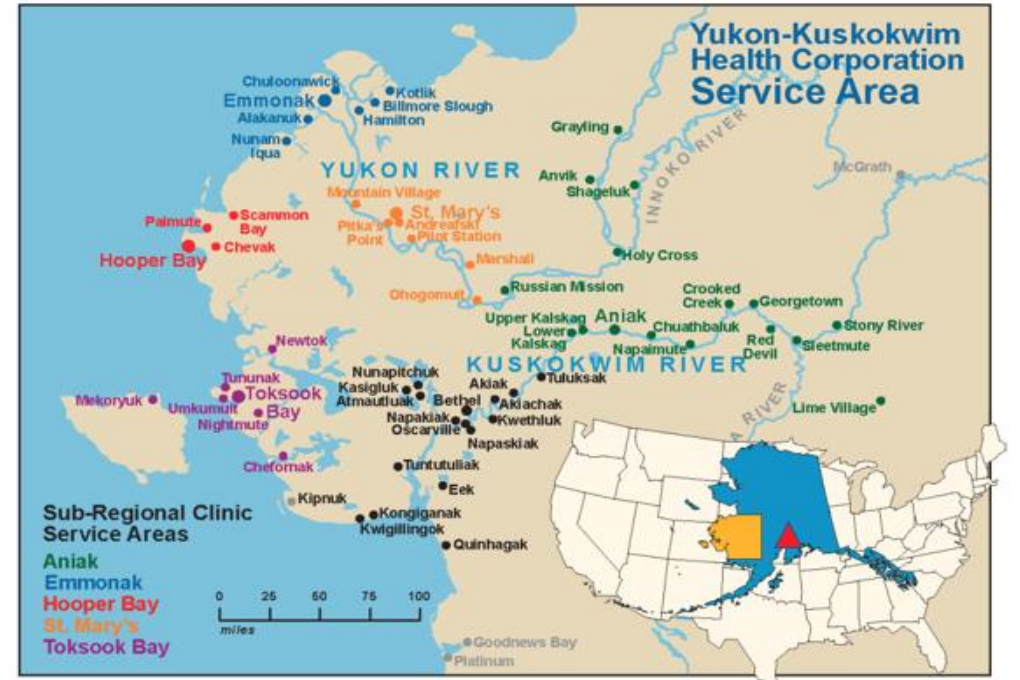 Yukon-Kuskokwim
Health Corporation
Service Area
Chuloonawick
Emmonak
Alakanuk
Nunam
Iqua
Kotlik
Billmore Slough
Hamilton
YUKON RIVER
Grayling
Anvik
Shageluk
INNOKO RIVER
McGrath
Mountain Village
St. Mary's
Pitka's
Point
Andreafski
Pilot Station
Marshall
Ohogomuit
Paimute
Scammon
Bay
Chevak
Hooper Bay
Holy Cross
Russian Mission
Crooked
Creek
Georgetown
Upper Kalskag
Aniak
Lower
Kalskag
Chuathbaluk
Napaimute
Red
Devil
Stony River
Sleetmute
KUSKOKWIM RIVER
Lime Village
A RIVER
Newtok
Tununak
Toksook
Bay
Mekoryuk
Umkumuit
Nightmute
Chefornak
Nunapitchuk
Kasigluk
Atmautluak
Akiak
Tuluksak
Bethel
Akiachak
Napakiak
Kwethluk
Oscarville
Napaskiak
Tuntutuliak
Eek
Kipnuk
Kongiganak
Kwigillingok
Quinhagak
Goodnews Bay
Platinum
Sub-Regional Clinic
Service Areas
Aniak
Emmonak
Hooper Bay
St. Mary's
Toksook Bay
0 25 50 75 100
miles